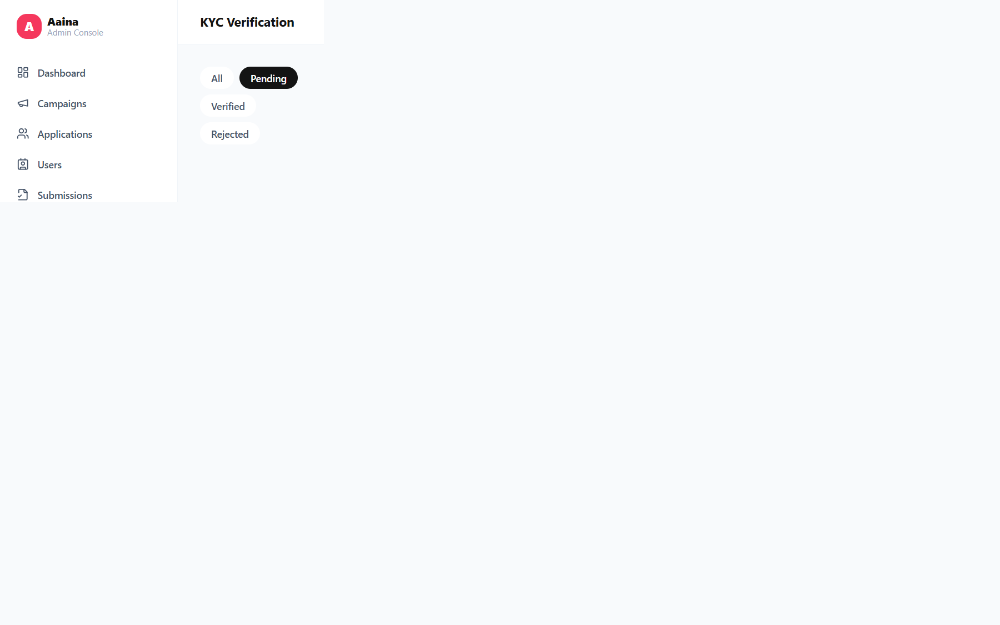 A
Aaina
Admin Console
Dashboard
Campaigns
Applications
Users
Submissions
KYC Verification
All
Pending
Verified
Rejected